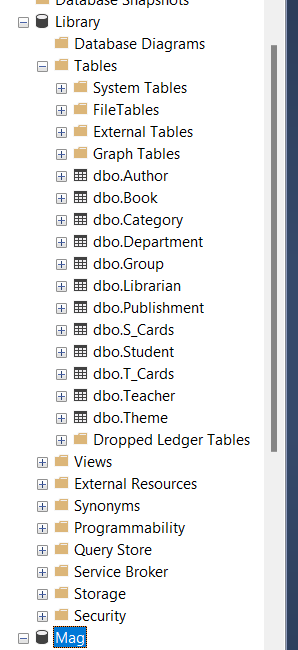 Database Snapshots
Library
Database Diagrams
Tables
System Tables
FileTables
External Tables
Graph Tables
dbo.Author
dbo.Book
dbo.Category
dbo.Department
dbo.Group
dbo.Librarian
dbo.Publishment
dbo.S_Cards
dbo.Student
dbo.T_Cards
dbo.Teacher
dbo.Theme
Dropped Ledger Tables
Views
External Resources
Synonyms
Programmability
Query Store
Service Broker
Storage
Security
Mag